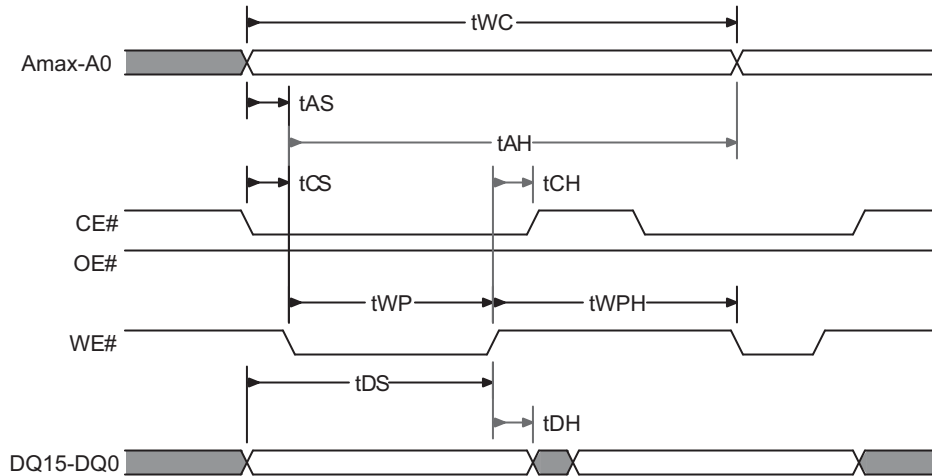 tWC
Amax-A0
tAS
tAH
tCS
tCH
CE#
OE#
tWP
tWPH
WE#
tDS
tDH
DQ15-DQ0